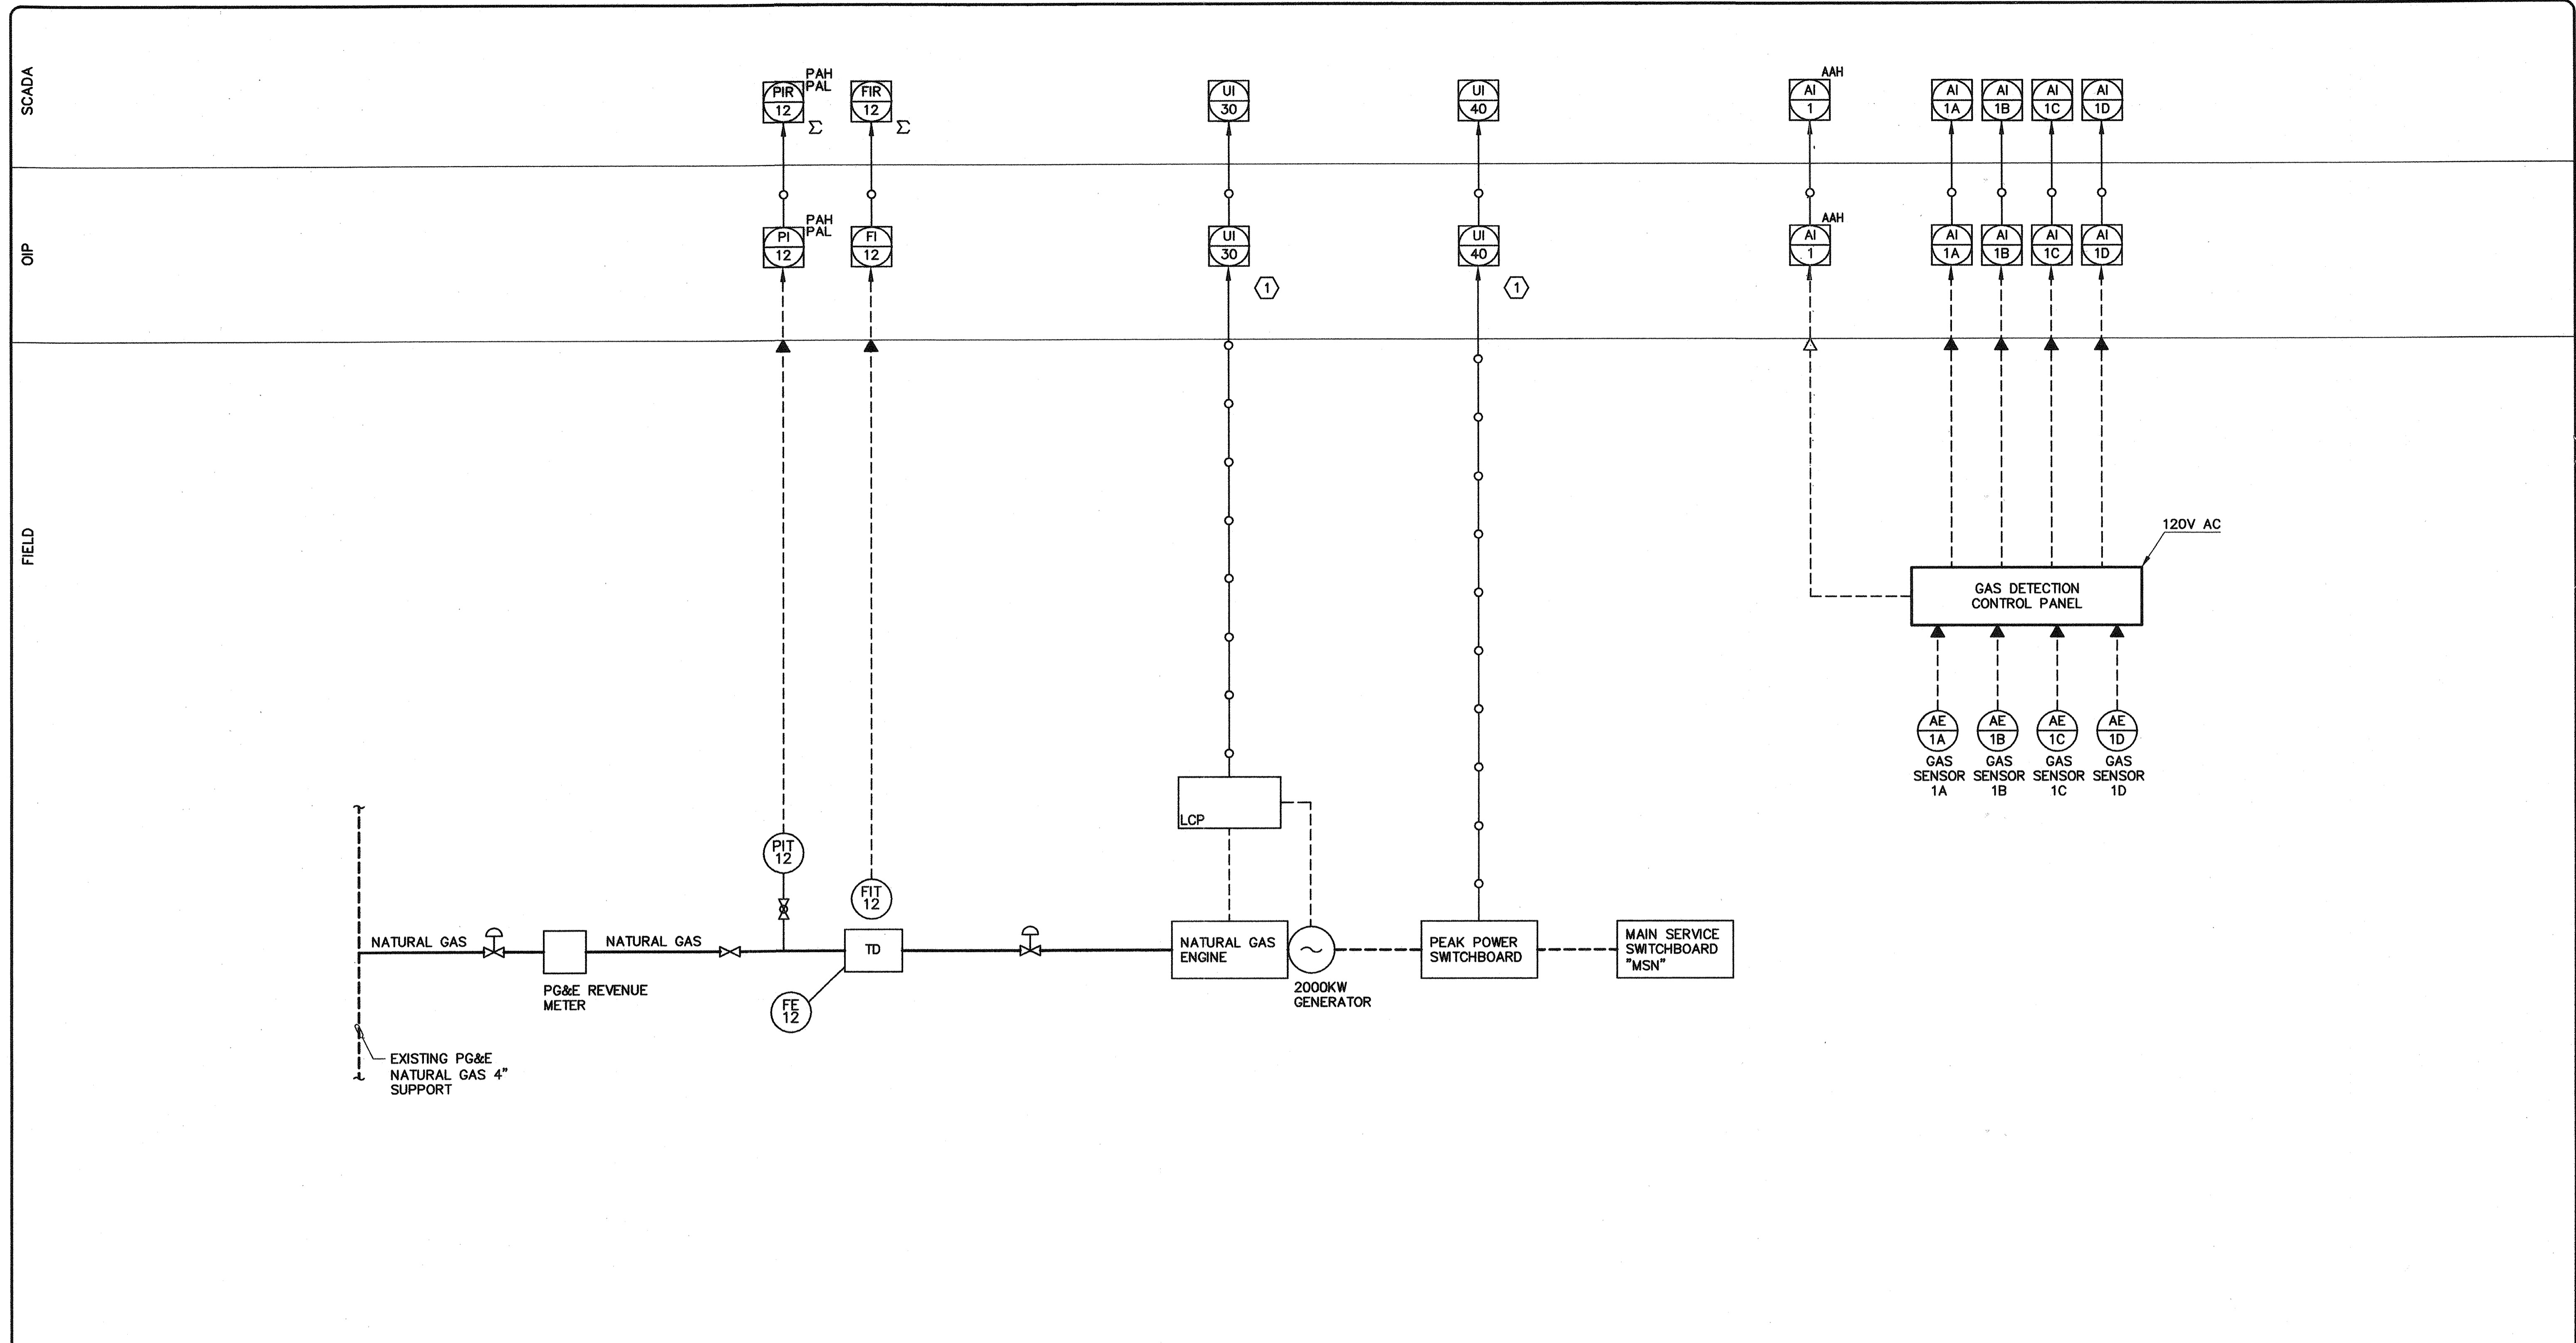 SCADA
PIR
12
PAH
PAL
Σ
FIR
12
Σ
UI
30
UI
40
AI
1
AAH
AI
1A
AI
1B
AI
1C
AI
1D
OIP
PI
12
PAH
PAL
FI
12
UI
30
1
UI
40
1
AI
1
AAH
AI
1A
AI
1B
AI
1C
AI
1D
FIELD
120V AC
GAS DETECTION
CONTROL PANEL
AE
1A
GAS
SENSOR
1A
AE
1B
GAS
SENSOR
1B
AE
1C
GAS
SENSOR
1C
AE
1D
GAS
SENSOR
1D
LCP
PIT
12
FIT
12
NATURAL GAS
NATURAL GAS
TD
NATURAL GAS
ENGINE
PEAK POWER
SWITCHBOARD
MAIN SERVICE
SWITCHBOARD
"MSN"
PG&E REVENUE
METER
FE
12
2000KW
GENERATOR
EXISTING PG&E
NATURAL GAS 4"
SUPPORT